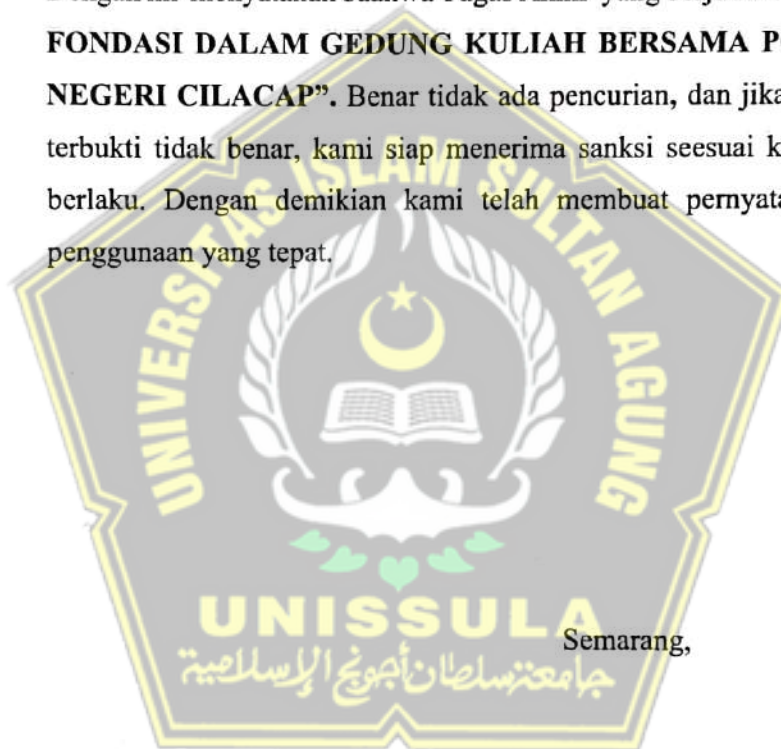 FONDASI DALAM GEDUNG KULIAH BERSAMA
NEGERI CILACAP”. Benar tidak ada pencurian, dan jika
terbukti tidak benar, kami siap menerima sanksi seesuai
berlaku. Dengan demikian kami telah membuat
penggunaan yang tepat.
UNIVERSITAS ISLAM SULTAN AGUNG
UNISSULA
Semarang,
جامعة سلطان أجونج الإسلامية